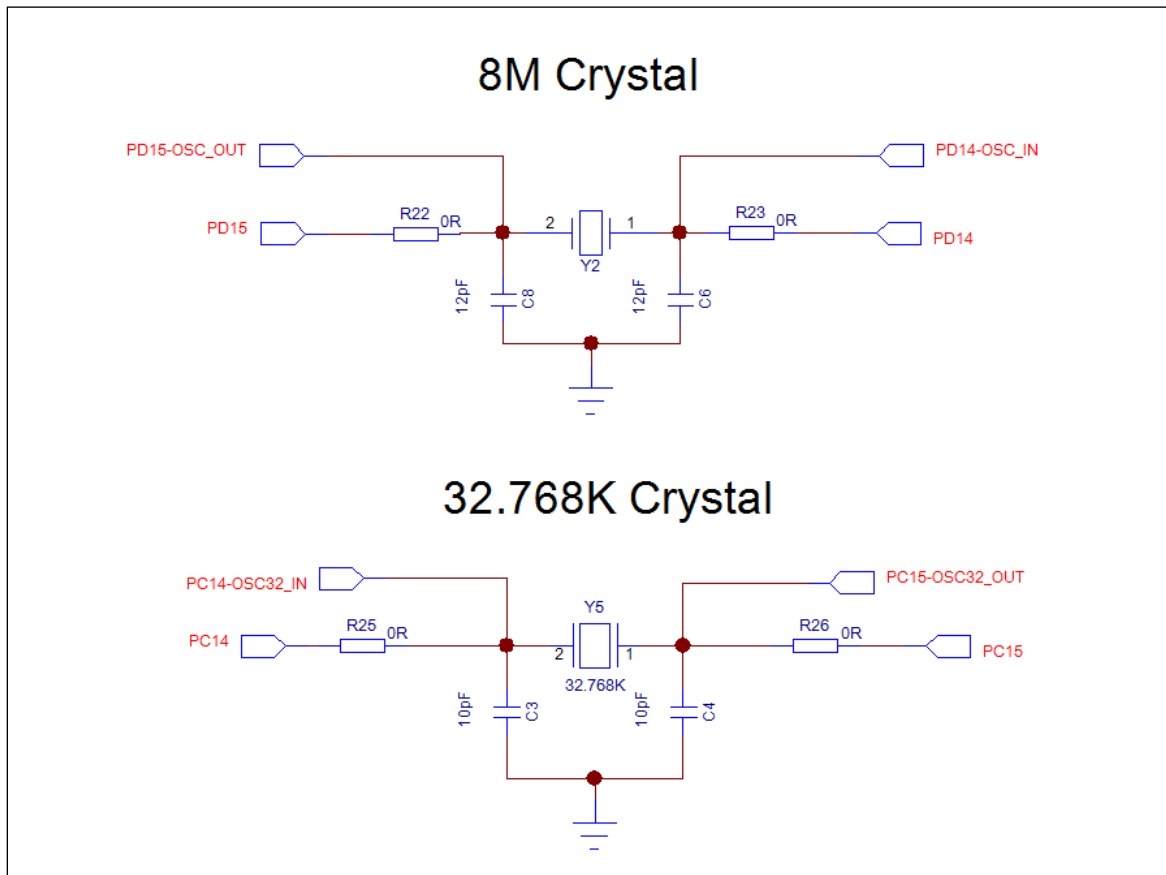 8M Crystal
PD15-OSC_OUT
PD14-OSC_IN
PD15
R22
0R
2
1
R23
0R
PD14
Y2
12pF
C8
12pF
C6
32.768K Crystal
PC14-OSC32_IN
PC15-OSC32_OUT
PC14
R25
0R
Y5
2
1
R26
0R
PC15
32.768K
10pF
C3
10pF
C4